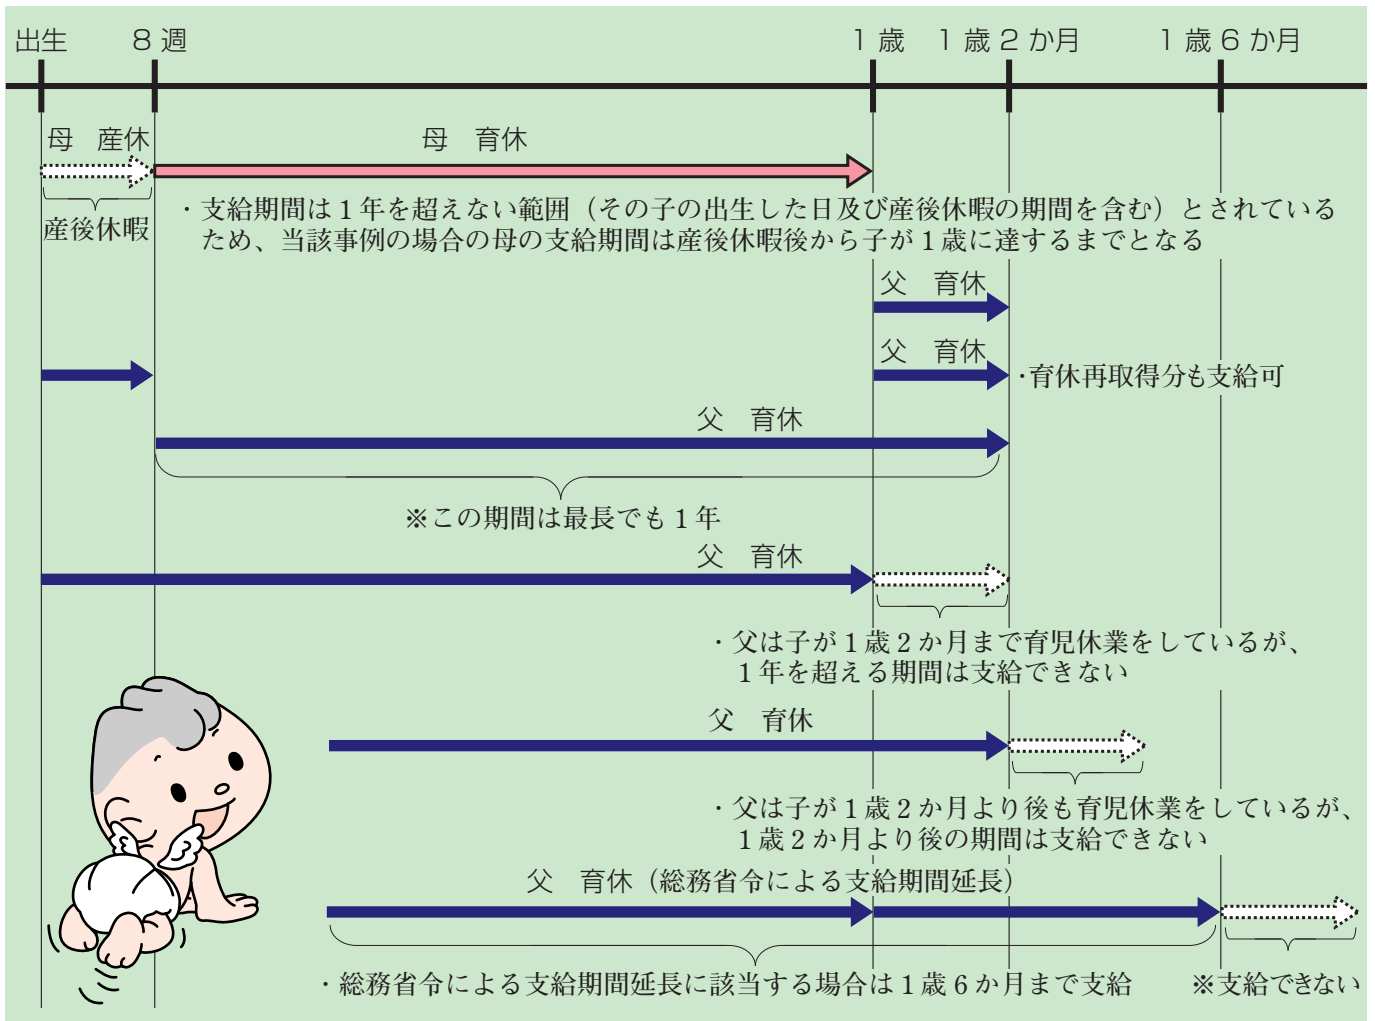 出生 8週 1歳 1歳2か月 1歳6か月
母 産休 母 育休
産後休暇
・支給期間は1年を超えない範囲（その子の出生した日及び産後休暇の期間を含む）とされている
ため、当該事例の場合の母の支給期間は産後休暇後から子が1歳に達するまでとなる
父 育休
父 育休
・育休再取得分も支給可
父 育休
※この期間は最長でも1年
父 育休
・父は子が1歳2か月まで育児休業をしているが、
1年を超える期間は支給できない
父 育休
・父は子が1歳2か月より後も育児休業をしているが、
1歳2か月より後の期間は支給できない
父 育休（総務省令による支給期間延長）
・総務省令による支給期間延長に該当する場合は1歳6か月まで支給 ※支給できない